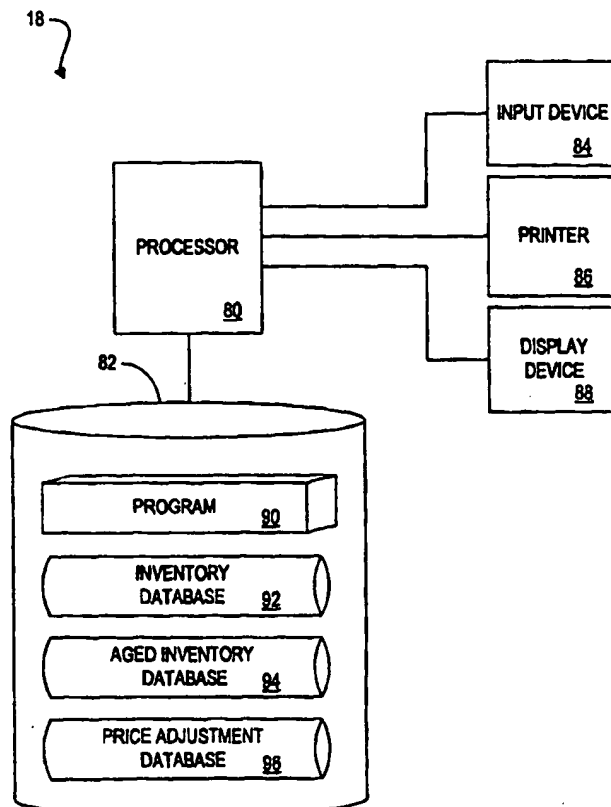 18
INPUT DEVICE
84
PROCESSOR
80
PRINTER
86
DISPLAY
DEVICE
88
82
PROGRAM
90
INVENTORY
DATABASE
92
AGED INVENTORY
DATABASE
94
PRICE ADJUSTMENT
DATABASE
96